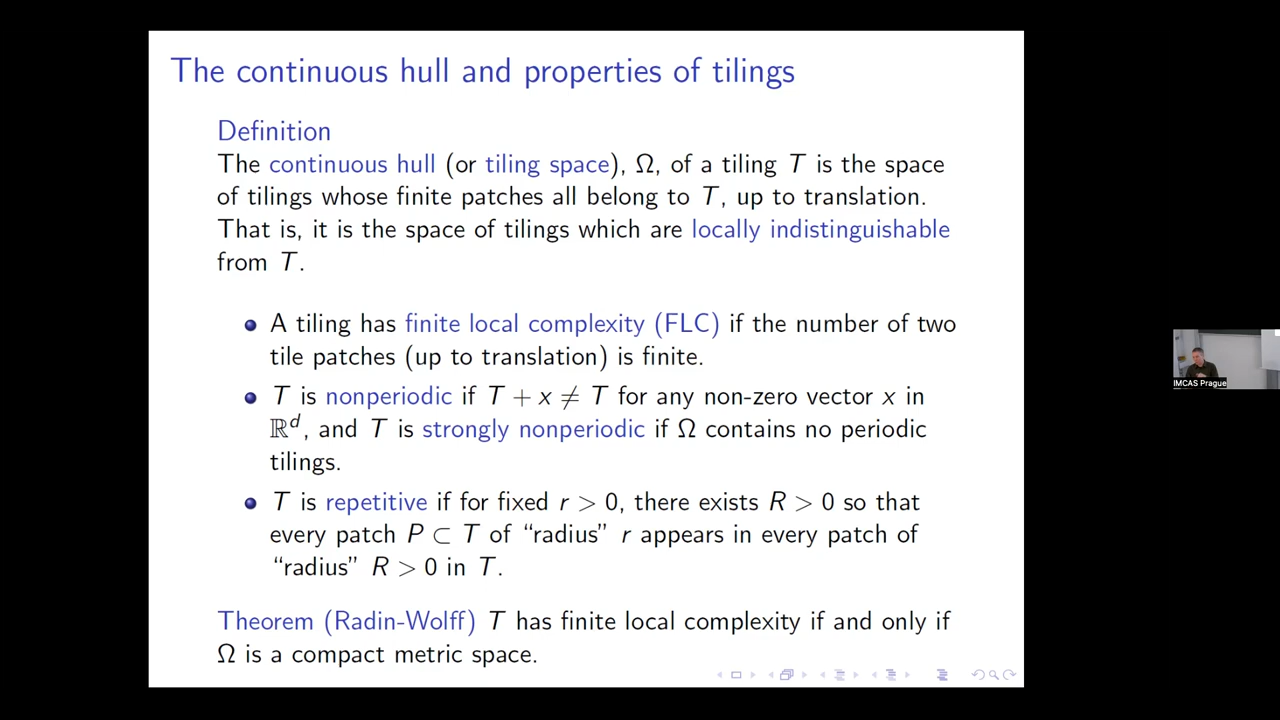 The continuous hull and properties of tilings
Definition
The continuous hull (or tiling space), Ω, of a tiling T is the space
of tilings whose finite patches all belong to T, up to translation.
That is, it is the space of tilings which are locally indistinguishable
from T.
A tiling has finite local complexity (FLC) if the number of two
tile patches (up to translation) is finite.
T is nonperiodic if T + x ≠ T for any non-zero vector x in
ℝᵈ, and T is strongly nonperiodic if Ω contains no periodic
tilings.
T is repetitive if for fixed r > 0, there exists R > 0 so that
every patch P ⊂ T of “radius” r appears in every patch of
“radius” R > 0 in T.
Theorem (Radin-Wolff) T has finite local complexity if and only if
Ω is a compact metric space.
IMCAS Prague